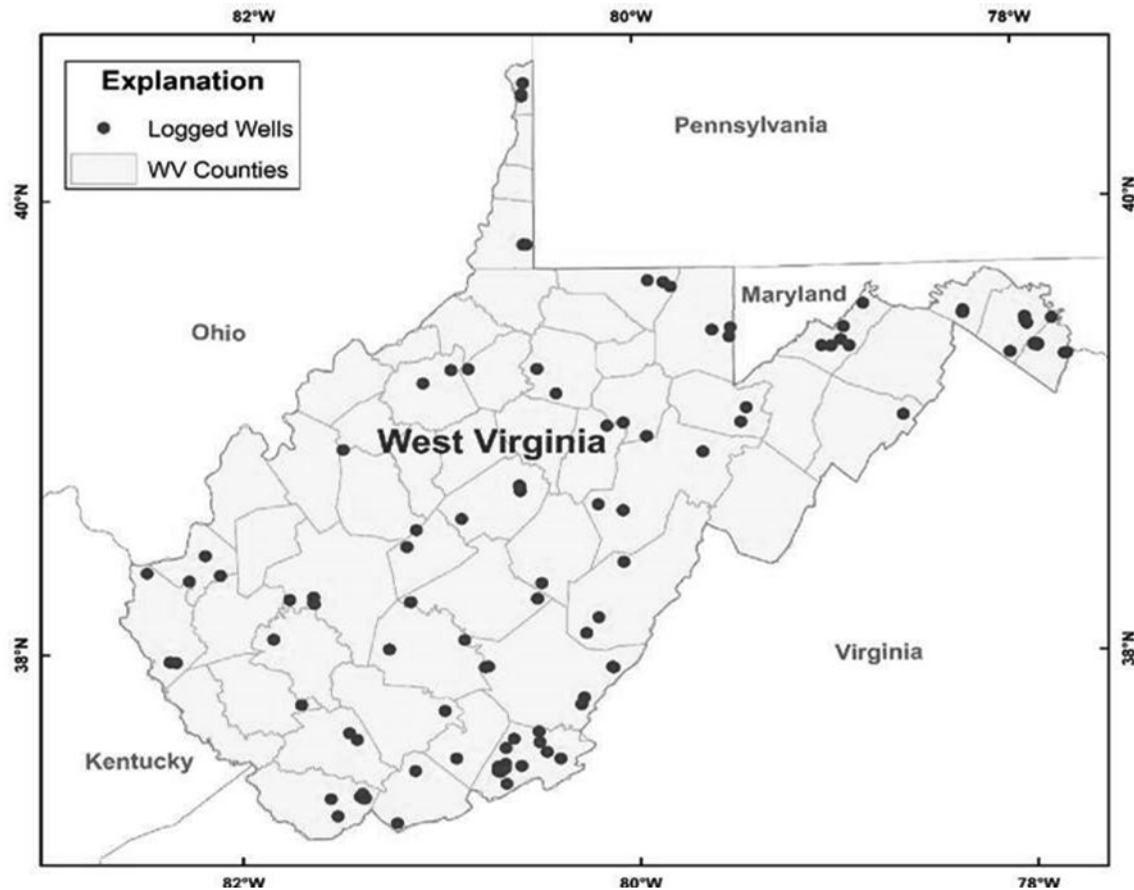 82°W
80°W
78°W
Explanation
Logged Wells
WV Counties
Pennsylvania
40°N
40°N
Maryland
Ohio
West Virginia
38°N
38°N
Virginia
Kentucky
82°W
80°W
78°W